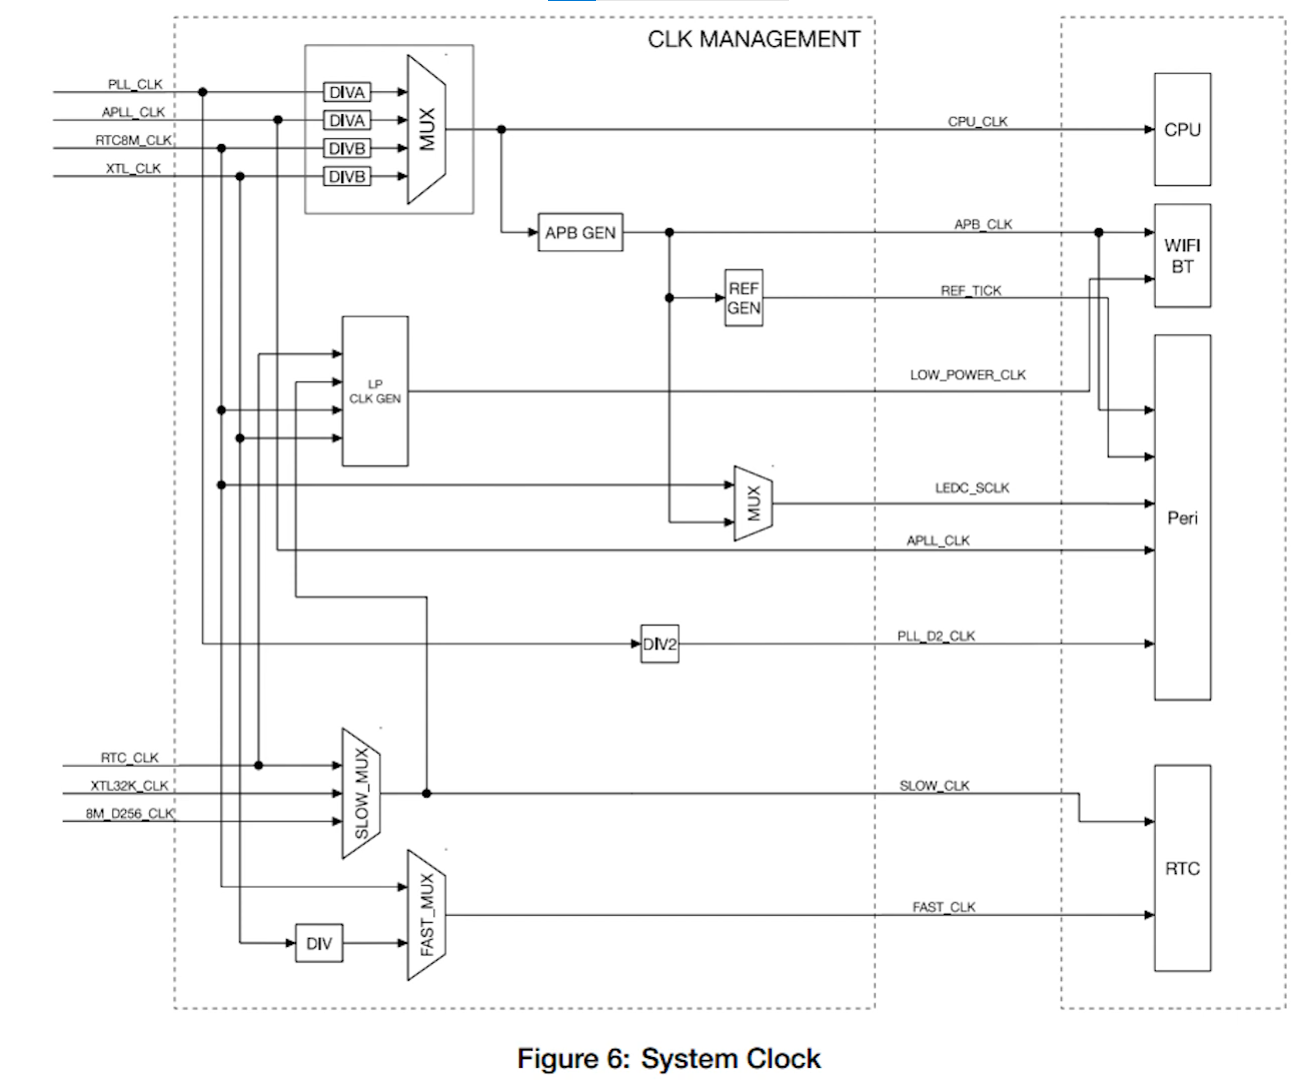 CLK MANAGEMENT
PLL_CLK
APLL_CLK
RTC8M_CLK
XTL_CLK
DIVA
DIVA
DIVB
DIVB
MUX
CPU_CLK
CPU
APB GEN
APB_CLK
WIFI
BT
REF
GEN
REF_TICK
LP
CLK GEN
LOW_POWER_CLK
MUX
LEDC_SCLK
Peri
APLL_CLK
DIV2
PLL_D2_CLK
RTC_CLK
XTL32K_CLK
8M_D256_CLK
SLOW_MUX
SLOW_CLK
RTC
FAST_MUX
FAST_CLK
DIV
Figure 6: System Clock